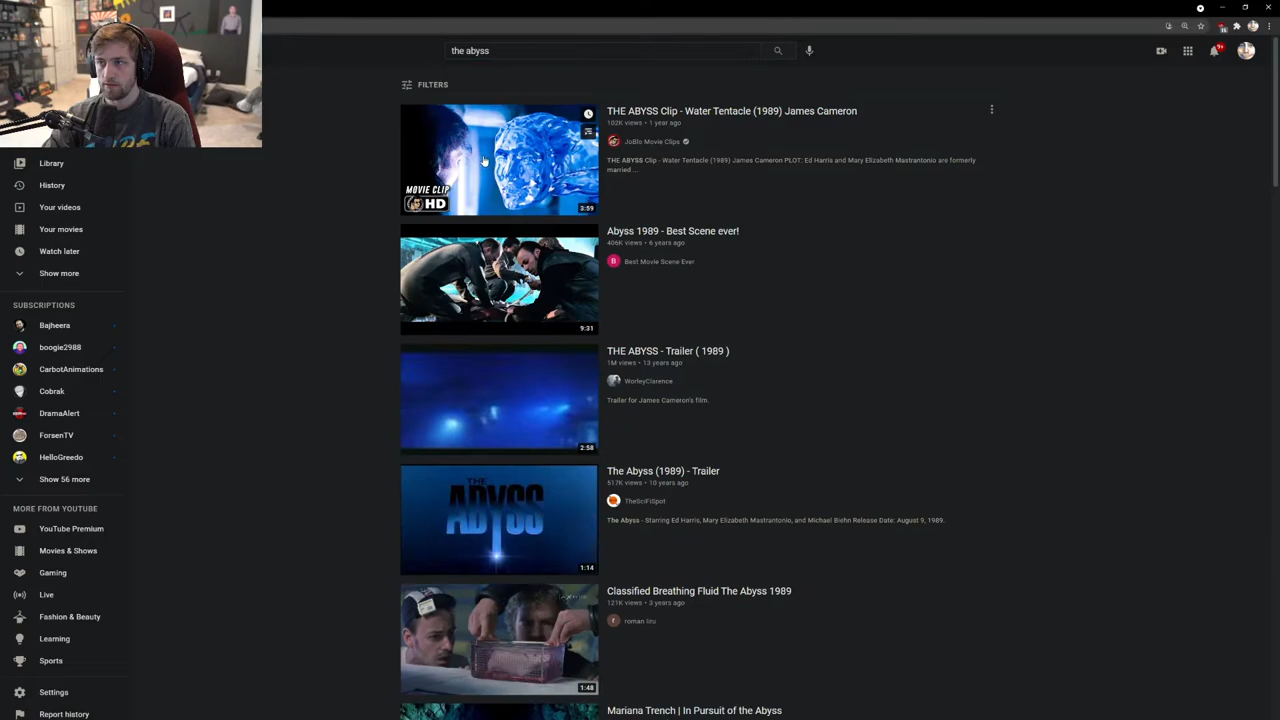 the abyss
9+
15
FILTERS
MOVIE CLIP
HD
3:59
THE ABYSS Clip - Water Tentacle (1989) James Cameron
102K views • 1 year ago
JoBlo Movie Clips
THE ABYSS Clip - Water Tentacle (1989) James Cameron PLOT: Ed Harris and Mary Elizabeth Mastrantonio are formerly
married ...
9:31
Abyss 1989 - Best Scene ever!
406K views • 6 years ago
B
Best Movie Scene Ever
2:58
THE ABYSS - Trailer ( 1989 )
1M views • 13 years ago
WorleyClarence
Trailer for James Cameron's film.
THE
ABYSS
1:14
The Abyss (1989) - Trailer
517K views • 10 years ago
TheSciFiSpot
The Abyss - Starring Ed Harris, Mary Elizabeth Mastrantonio, and Michael Biehn Release Date: August 9, 1989.
1:48
Classified Breathing Fluid The Abyss 1989
121K views • 3 years ago
r
roman liru
Mariana Trench | In Pursuit of the Abyss
Library
History
Your videos
Your movies
Watch later
Show more
SUBSCRIPTIONS
Bajheera
boogie2988
CarbotAnimations
Cobrak
DramaAlert
ForsenTV
HelloGreedo
Show 56 more
MORE FROM YOUTUBE
YouTube Premium
Movies & Shows
Gaming
Live
Fashion & Beauty
Learning
Sports
Settings
Report history